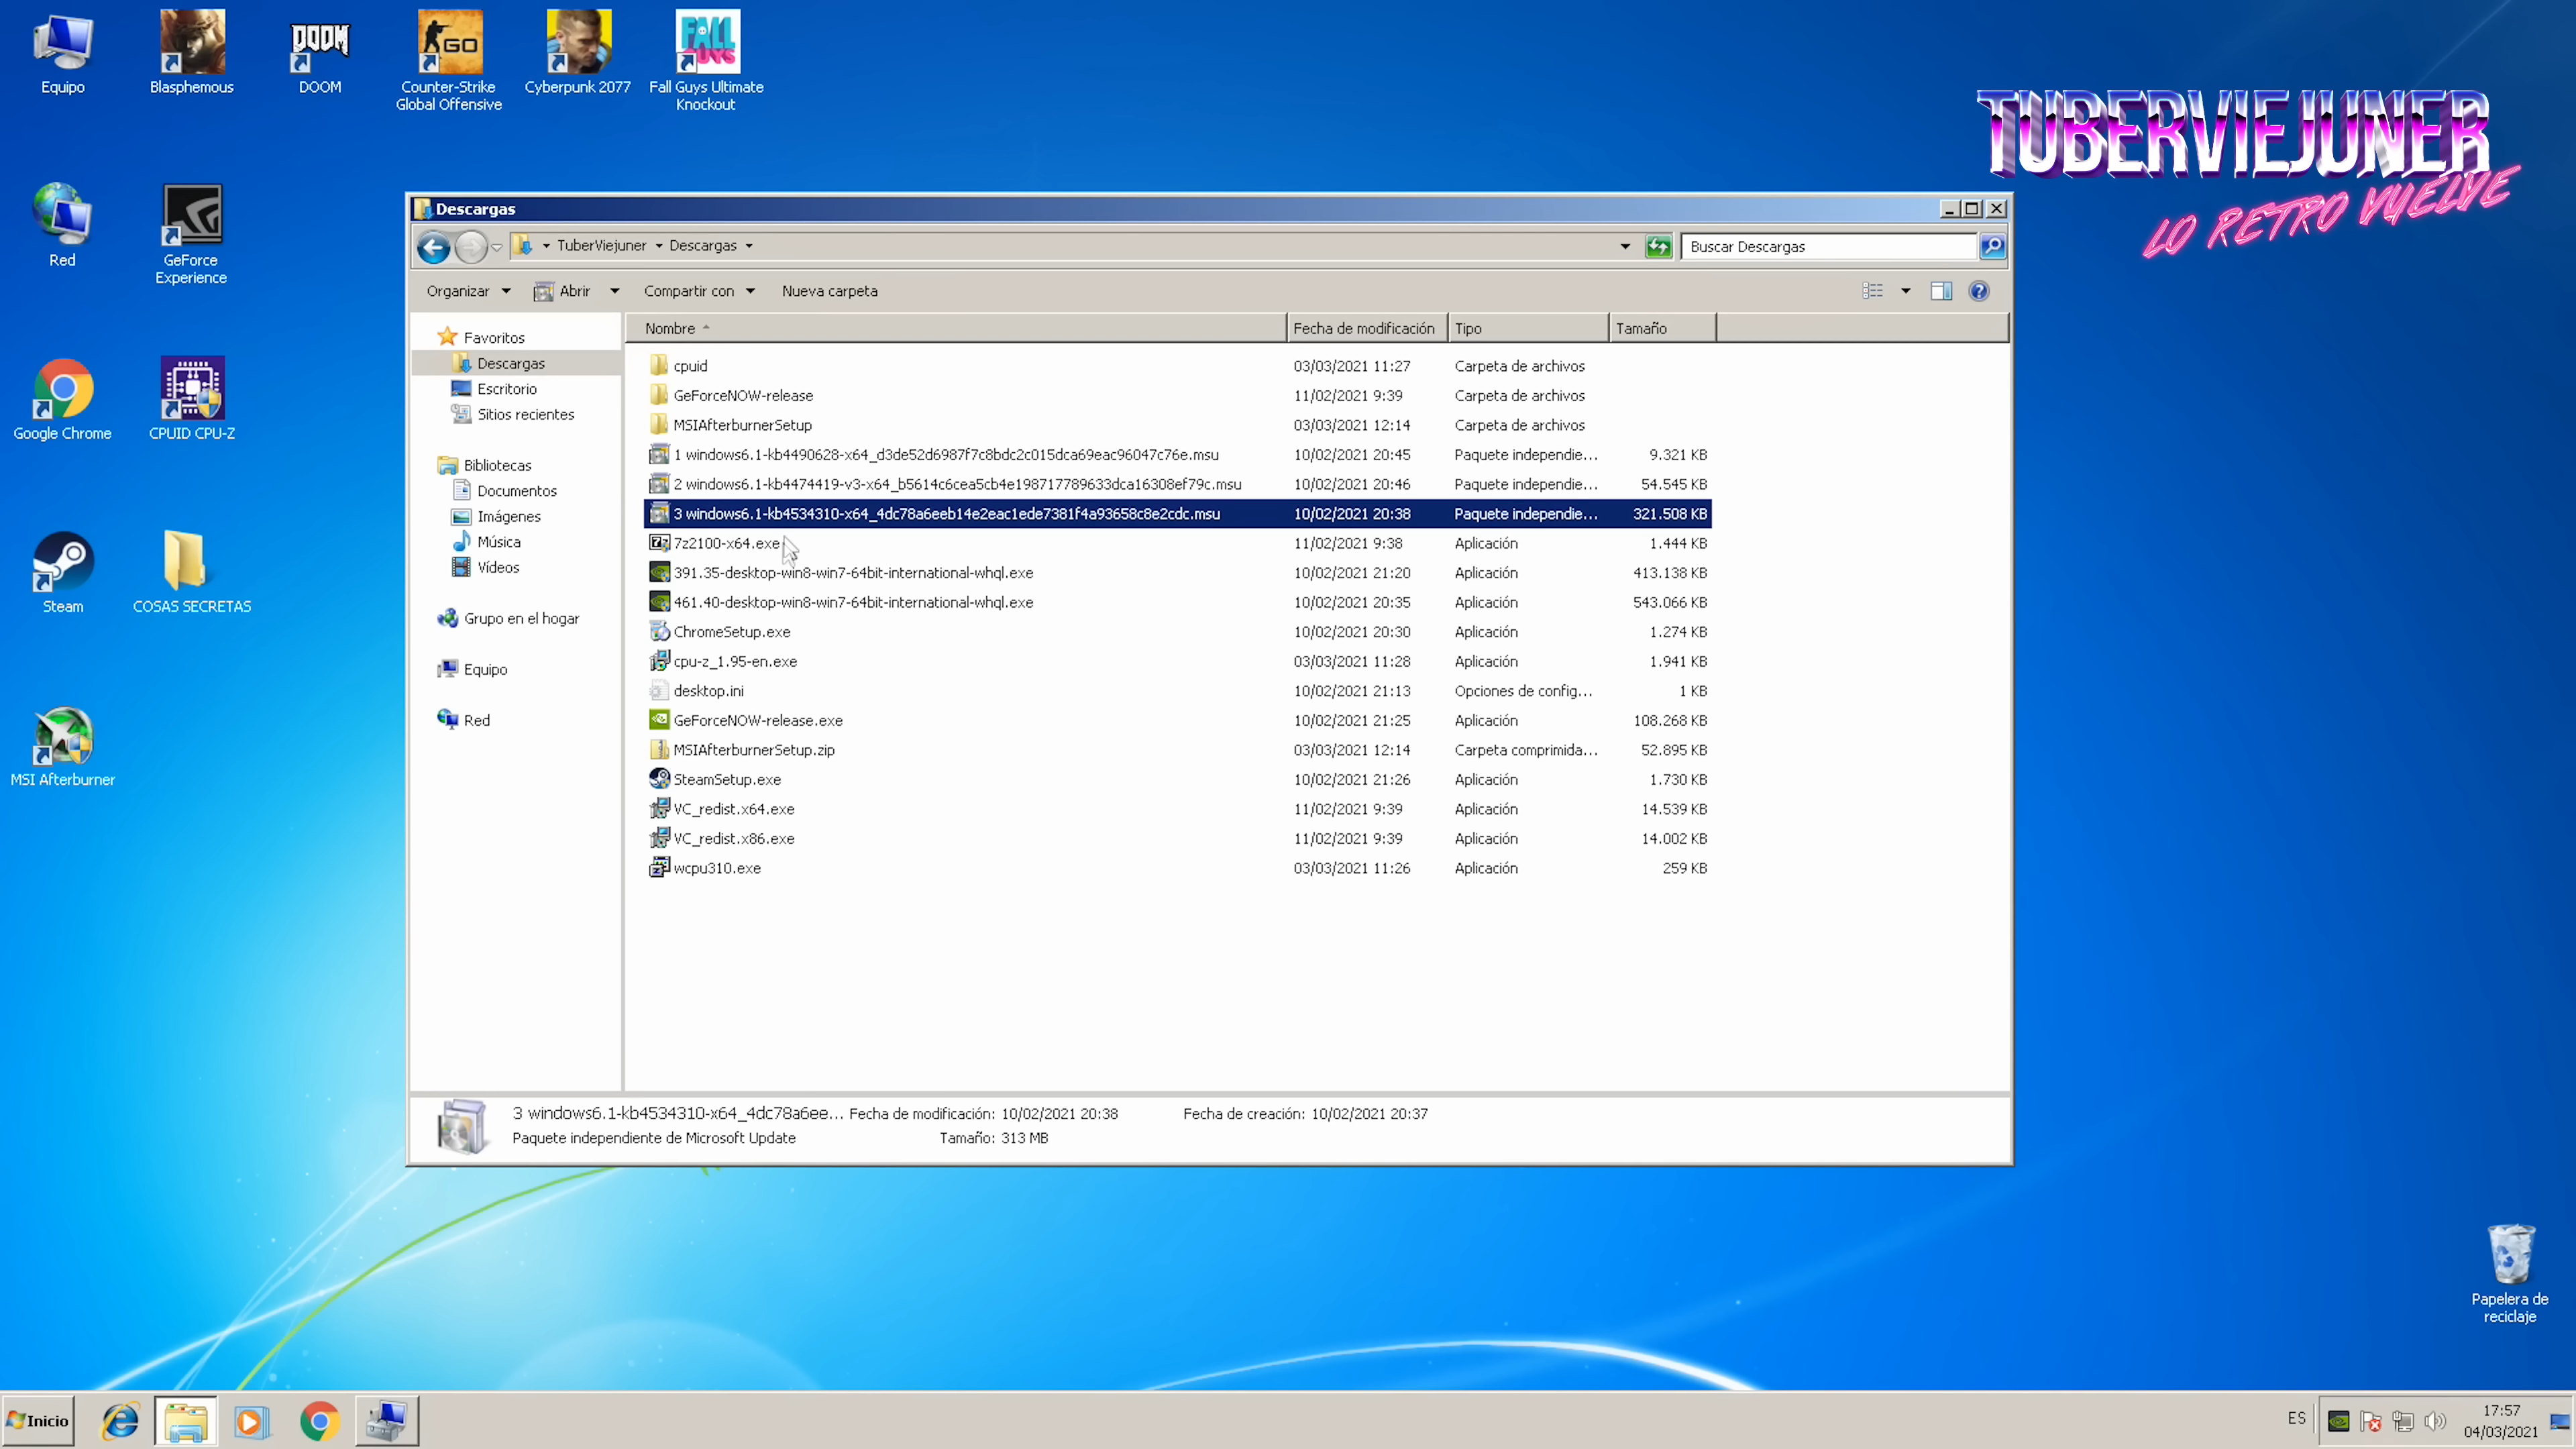 Equipo
Blasphemous
DOOM
DOOM
Counter-Strike
Global Offensive
GO
Cyberpunk 2077
FALL
GUYS
Fall Guys Ultimate
Knockout
TUBERVIEJUNER
LO RETRO VUELVE
Red
GeForce
Experience
Google Chrome
CPUID CPU-Z
Steam
COSAS SECRETAS
MSI Afterburner
Descargas
TuberViejuner
Descargas
Buscar Descargas
Organizar
Abrir
Compartir con
Nueva carpeta
Favoritos
Descargas
Escritorio
Sitios recientes
Bibliotecas
Documentos
Imágenes
Música
Vídeos
Grupo en el hogar
Equipo
Red
Nombre Fecha de modificación Tipo Tamaño
cpuid 03/03/2021 11:27 Carpeta de archivos
GeForceNOW-release 11/02/2021 9:39 Carpeta de archivos
MSIAfterburnerSetup 03/03/2021 12:14 Carpeta de archivos
1 windows6.1-kb4490628-x64_d3de52d6987f7c8bdc2c015dca69eac96047c76e.msu 10/02/2021 20:45 Paquete independie... 9.321 KB
2 windows6.1-kb4474419-v3-x64_b5614c6cea5cb4e198717789633dca16308ef79c.msu 10/02/2021 20:46 Paquete independie... 54.545 KB
3 windows6.1-kb4534310-x64_4dc78a6eeb14e2eac1ede7381f4a93658c8e2cdc.msu 10/02/2021 20:38 Paquete independie... 321.508 KB
7z2100-x64.exe 11/02/2021 9:38 Aplicación 1.444 KB
391.35-desktop-win8-win7-64bit-international-whql.exe 10/02/2021 21:20 Aplicación 413.138 KB
461.40-desktop-win8-win7-64bit-international-whql.exe 10/02/2021 20:35 Aplicación 543.066 KB
ChromeSetup.exe 10/02/2021 20:30 Aplicación 1.274 KB
cpu-z_1.95-en.exe 03/03/2021 11:28 Aplicación 1.941 KB
desktop.ini 10/02/2021 21:13 Opciones de config... 1 KB
GeForceNOW-release.exe 10/02/2021 21:25 Aplicación 108.268 KB
MSIAfterburnerSetup.zip 03/03/2021 12:14 Carpeta comprimida... 52.895 KB
SteamSetup.exe 10/02/2021 21:26 Aplicación 1.730 KB
VC_redist.x64.exe 11/02/2021 9:39 Aplicación 14.539 KB
VC_redist.x86.exe 11/02/2021 9:39 Aplicación 14.002 KB
wcpu310.exe 03/03/2021 11:26 Aplicación 259 KB
3 windows6.1-kb4534310-x64_4dc78a6ee... Fecha de modificación: 10/02/2021 20:38 Fecha de creación: 10/02/2021 20:37
Paquete independiente de Microsoft Update Tamaño: 313 MB
Papelera de
reciclaje
Inicio
ES
17:57
04/03/2021